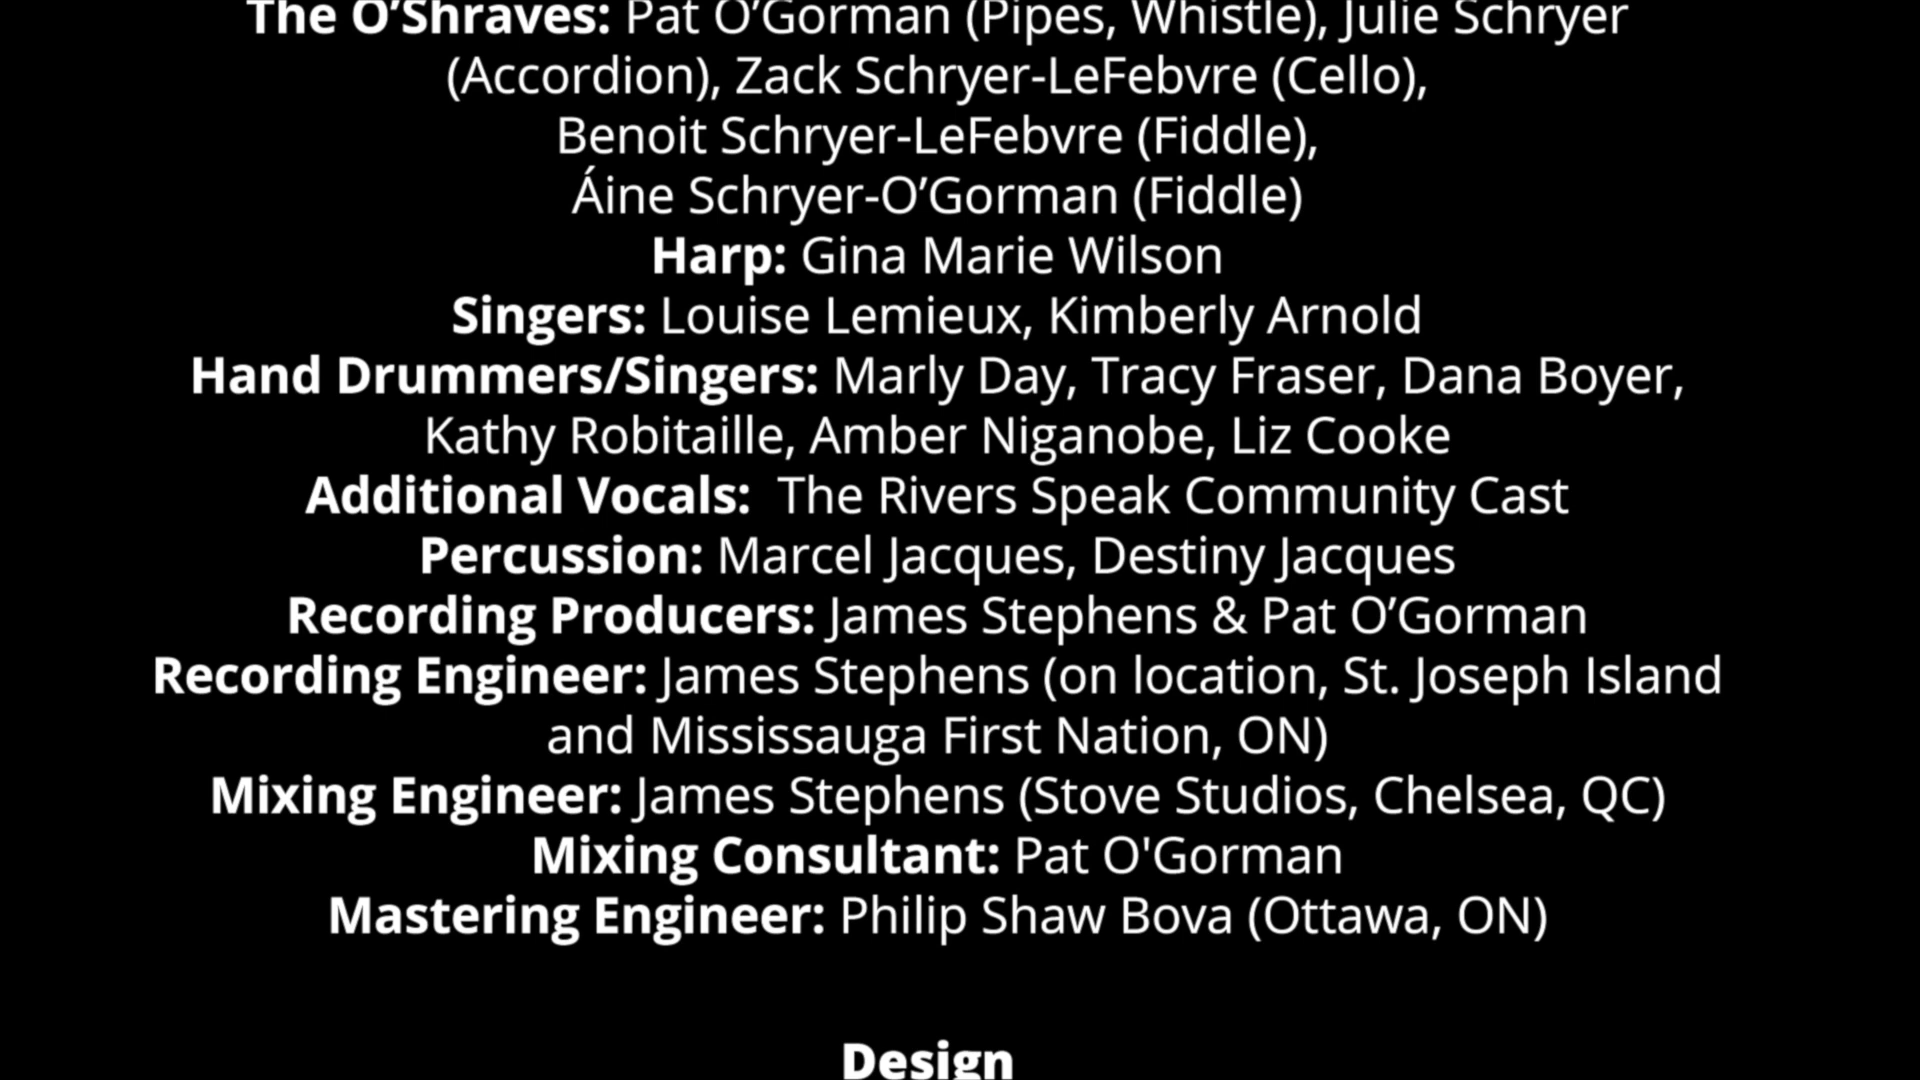 The O’Shraves: Pat O’Gorman (Pipes, Whistle), Julie Schryer
(Accordion), Zack Schryer-LeFebvre (Cello),
Benoit Schryer-LeFebvre (Fiddle),
Áine Schryer-O’Gorman (Fiddle)
Harp: Gina Marie Wilson
Singers: Louise Lemieux, Kimberly Arnold
Hand Drummers/Singers: Marly Day, Tracy Fraser, Dana Boyer,
Kathy Robitaille, Amber Niganobe, Liz Cooke
Additional Vocals:  The Rivers Speak Community Cast
Percussion: Marcel Jacques, Destiny Jacques
Recording Producers: James Stephens & Pat O’Gorman
Recording Engineer: James Stephens (on location, St. Joseph Island
and Mississauga First Nation, ON)
Mixing Engineer: James Stephens (Stove Studios, Chelsea, QC)
Mixing Consultant: Pat O'Gorman
Mastering Engineer: Philip Shaw Bova (Ottawa, ON)
Design